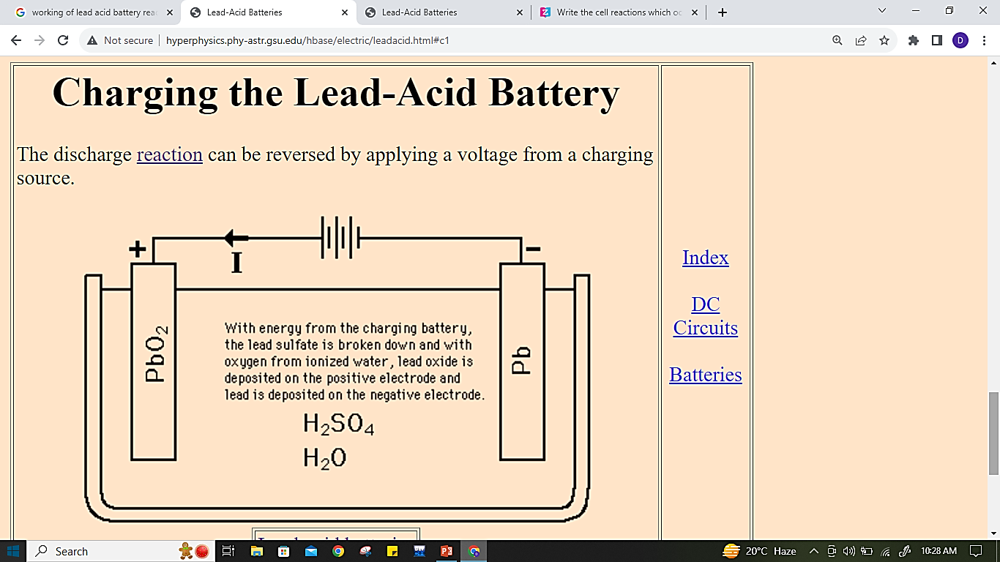 working of lead acid battery rea
Lead-Acid Batteries
Lead-Acid Batteries
Write the cell reactions which oc
Not secure
hyperphysics.phy-astr.gsu.edu/hbase/electric/leadacid.html#c1
D
Charging the Lead-Acid Battery
The discharge reaction can be reversed by applying a voltage from a charging
source.
+
I
−
PbO₂
With energy from the charging battery,
the lead sulfate is broken down and with
oxygen from ionized water, lead oxide is
deposited on the positive electrode and
lead is deposited on the negative electrode.
H₂SO₄
H₂O
Pb
Index
DC
Circuits
Batteries
Search
20°C Haze
10:28 AM